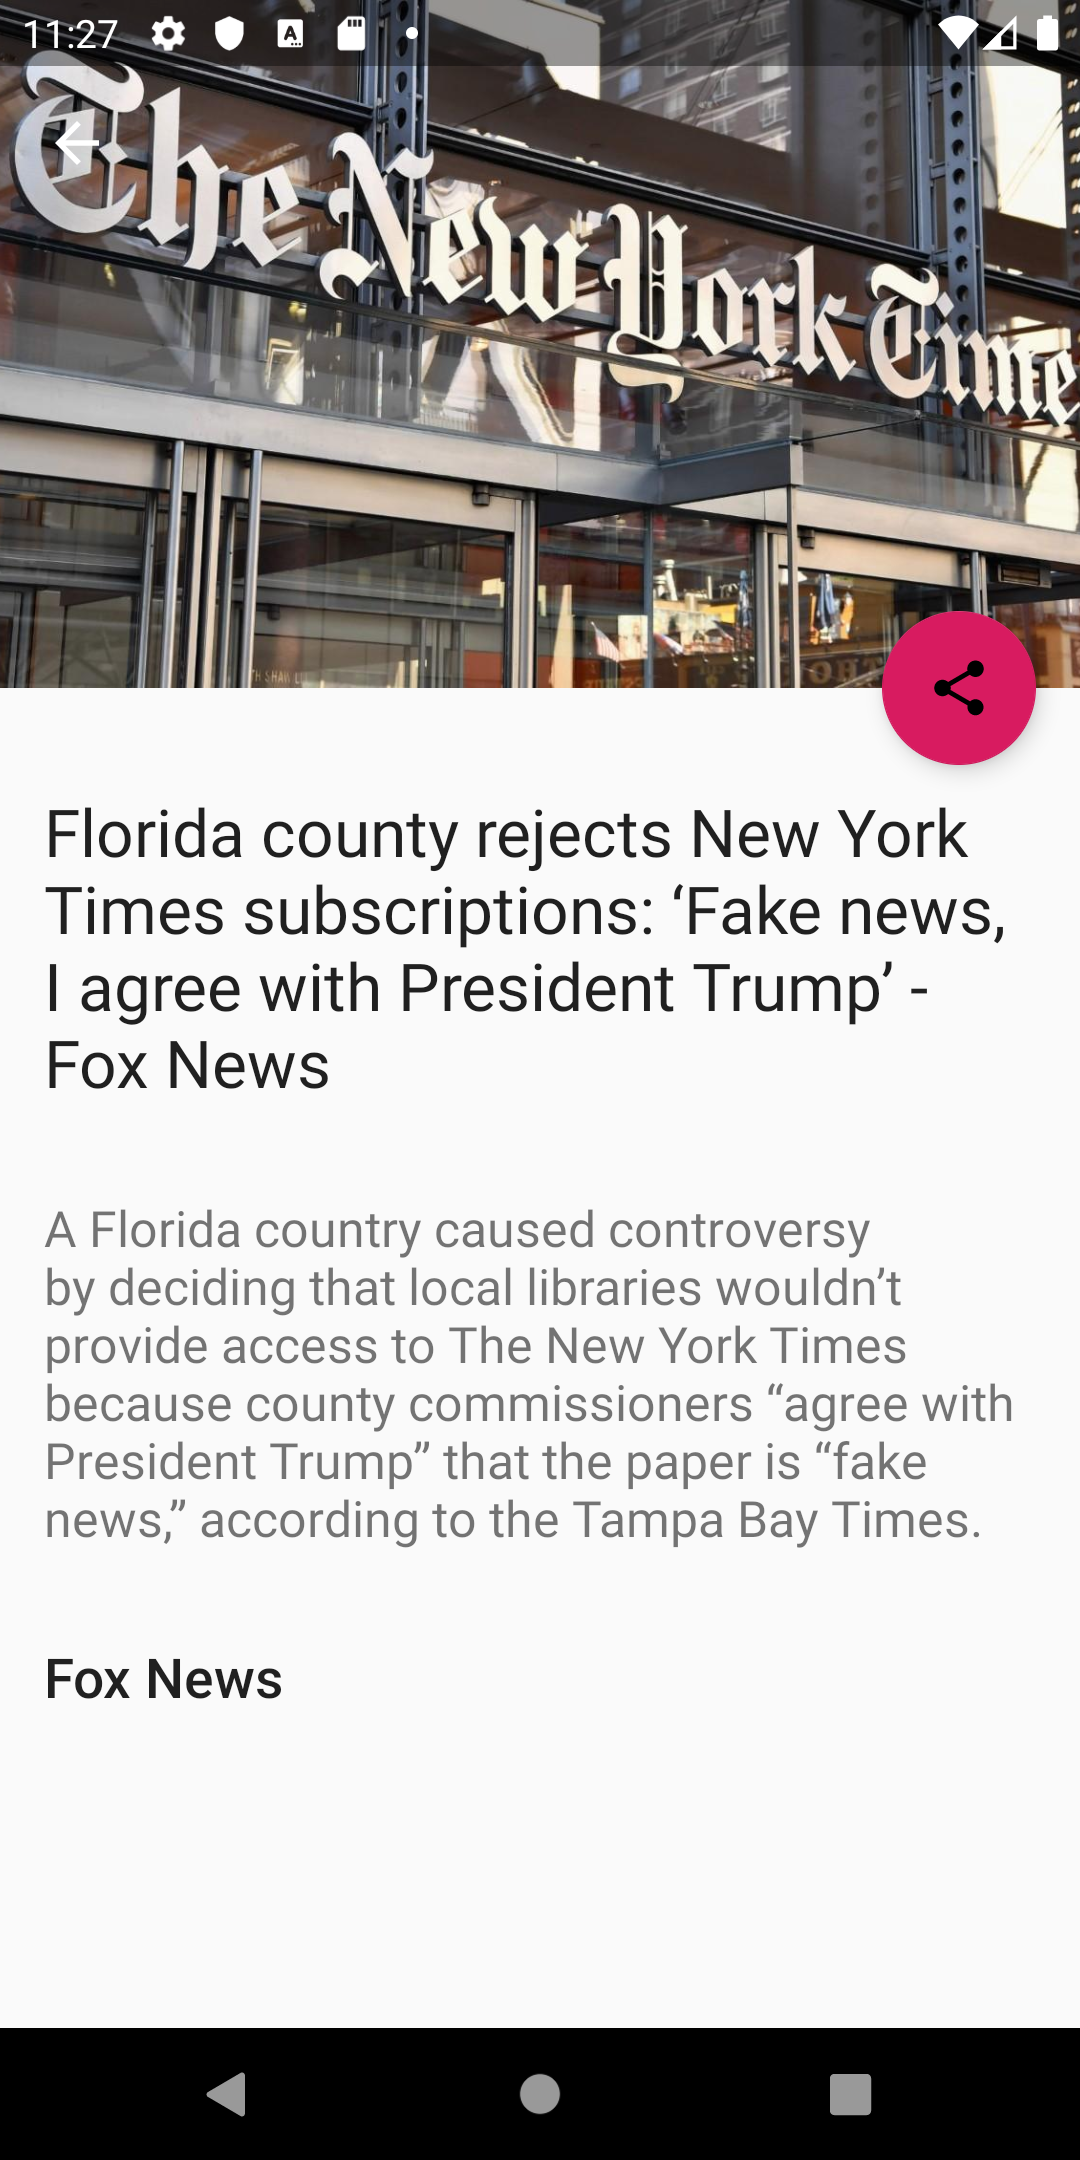 11:27
The New York Time
Florida county rejects New York
Times subscriptions: ‘Fake news,
I agree with President Trump’ -
Fox News
A Florida country caused controversy
by deciding that local libraries wouldn’t
provide access to The New York Times
because county commissioners “agree with
President Trump” that the paper is “fake
news,” according to the Tampa Bay Times.
Fox News